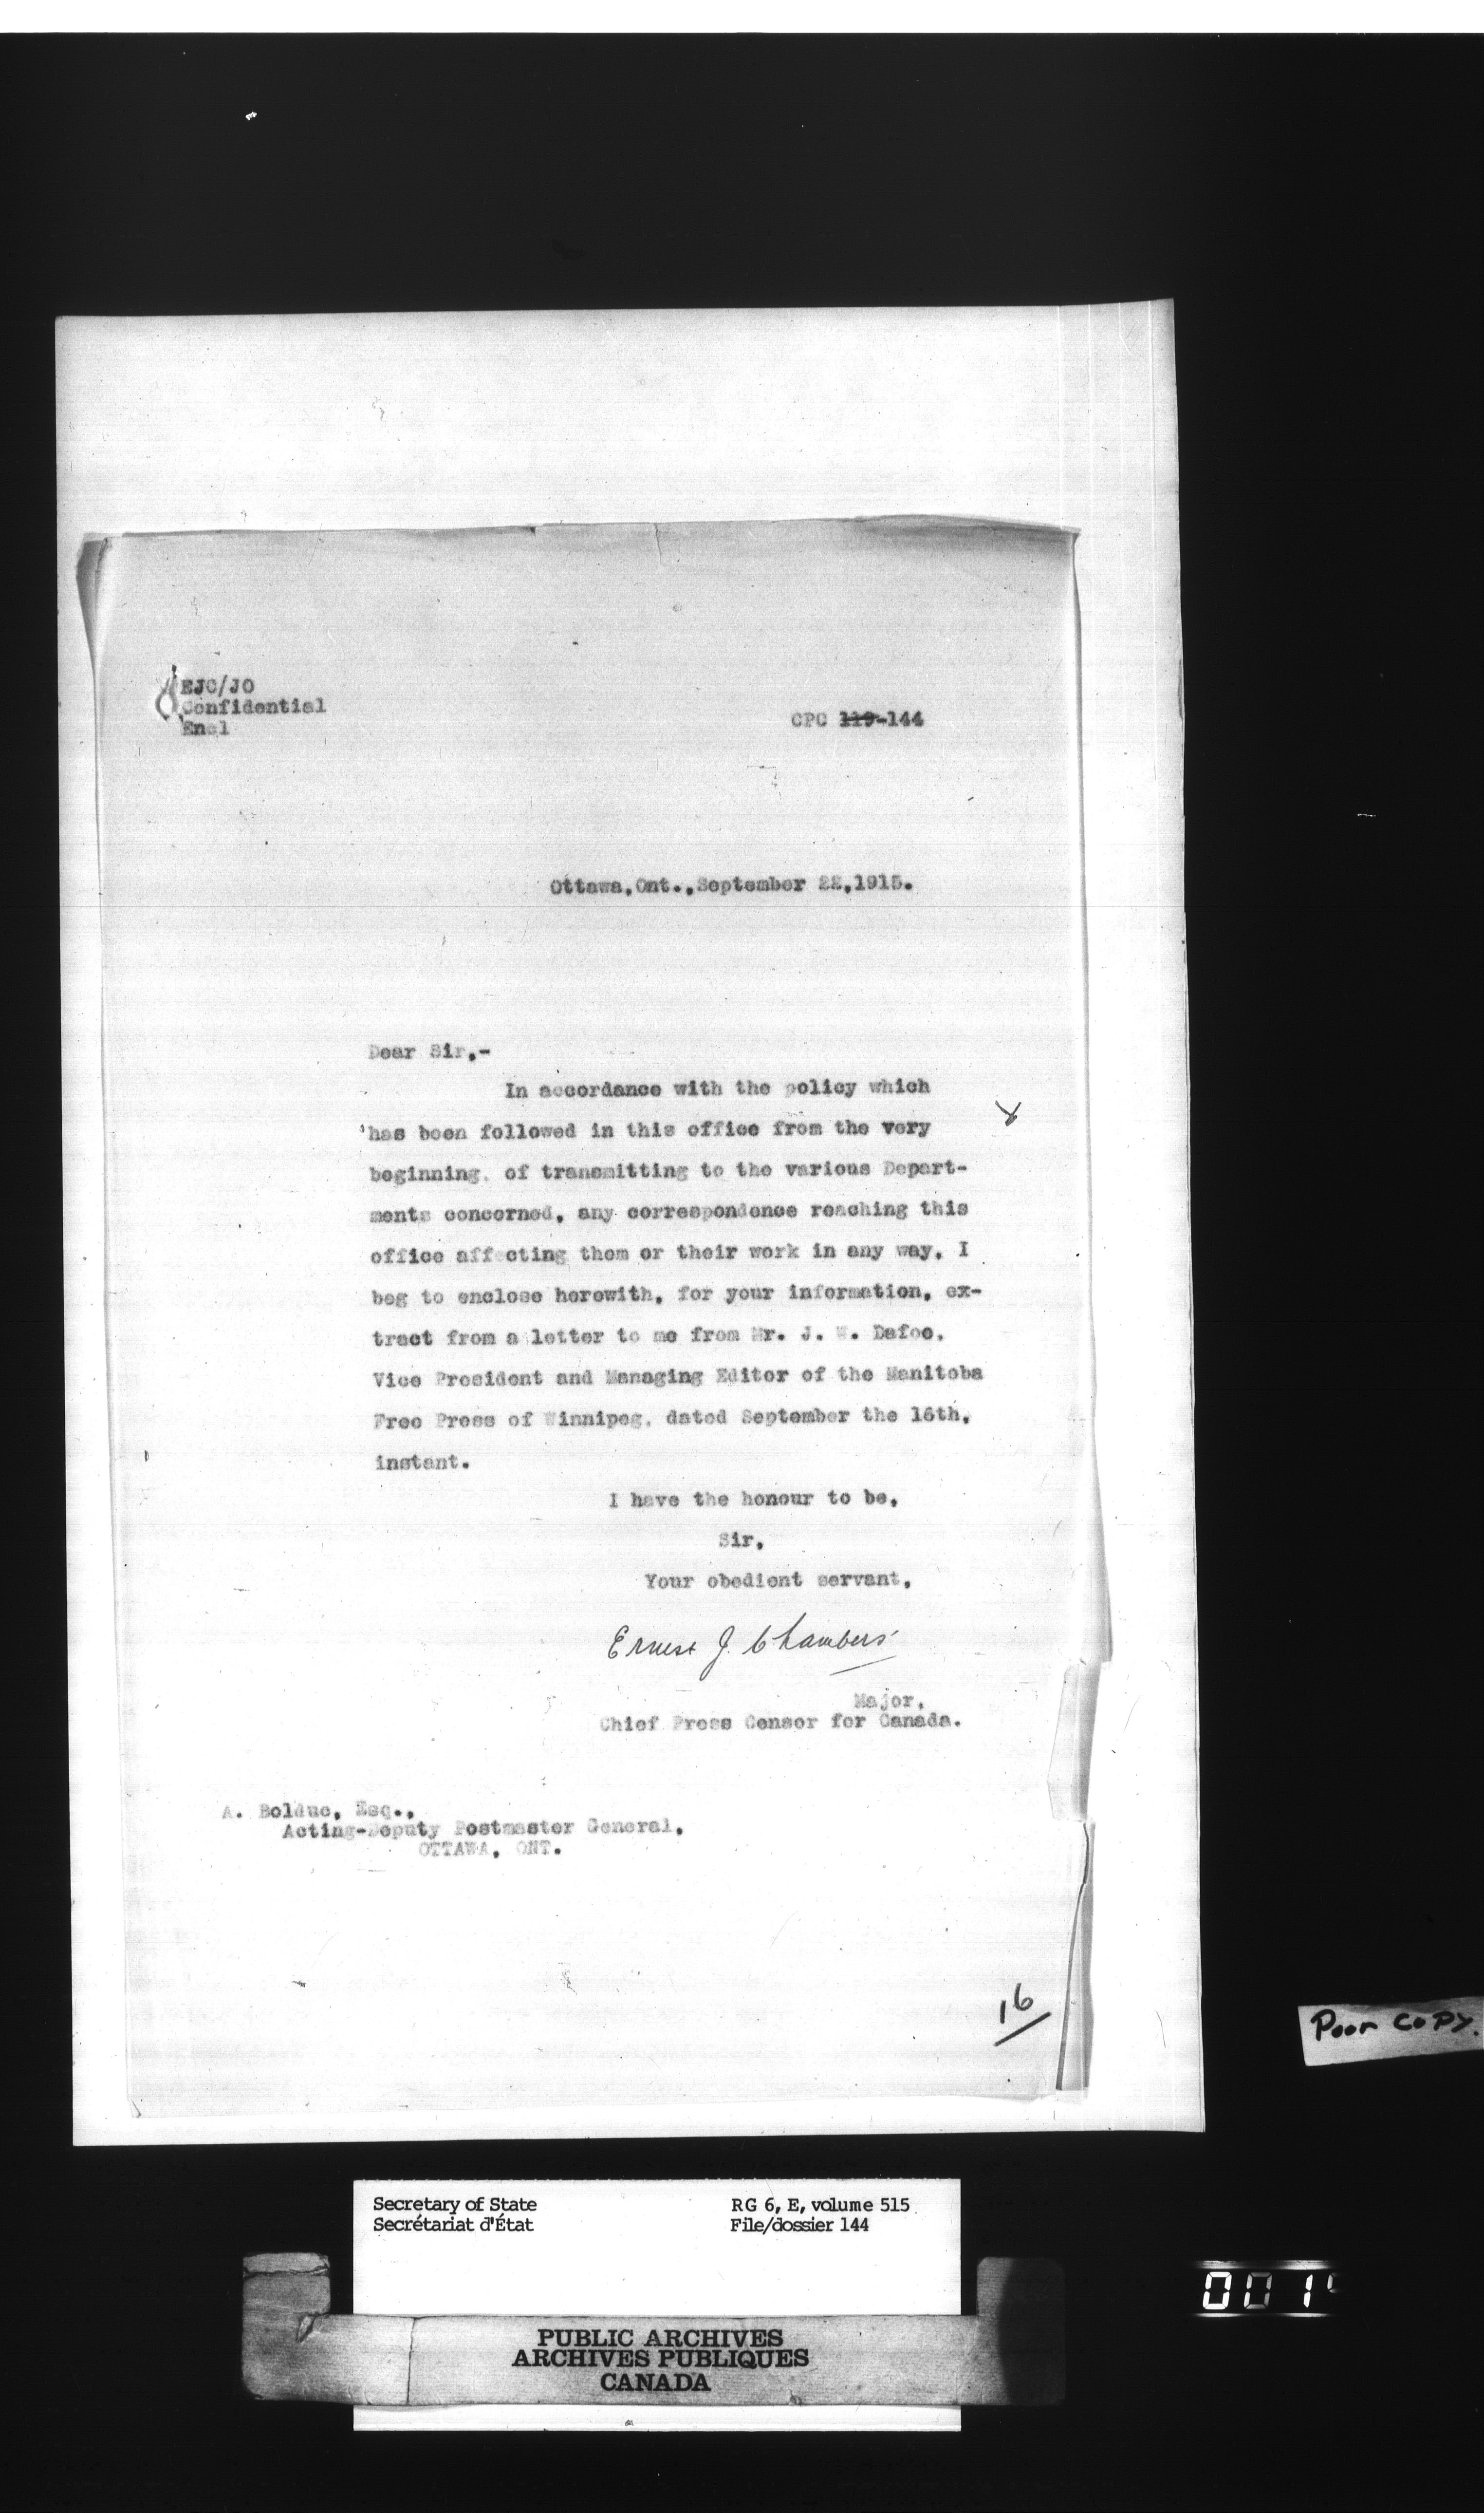 EJC/JO
Confidential
Encl
CPC 119-144
Ottawa,Ont.,September 22,1915.
Dear Sir,-
In accordance with the policy which
has been followed in this office from the very
beginning, of transmitting to the various Depart-
ments concerned, any correspondence reaching this
office affecting them or their work in any way, I
beg to enclose herewith, for your information, ex-
tract from a letter to me from Mr. J. W. Dafoe,
Vice President and Managing Editor of the Manitoba
Free Press of Winnipeg, dated September the 16th,
instant.
I have the honour to be,
Sir,
Your obedient servant,
Ernest J. Chambers
Major,
Chief Press Censor for Canada.
A. Bolduc, Esq.,
Acting-Deputy Postmaster General,
OTTAWA, ONT.
16
Poor COPY.
Secretary of State
Secrétariat d'État
RG 6, E, volume 515
File/dossier 144
001
PUBLIC ARCHIVES
ARCHIVES PUBLIQUES
CANADA